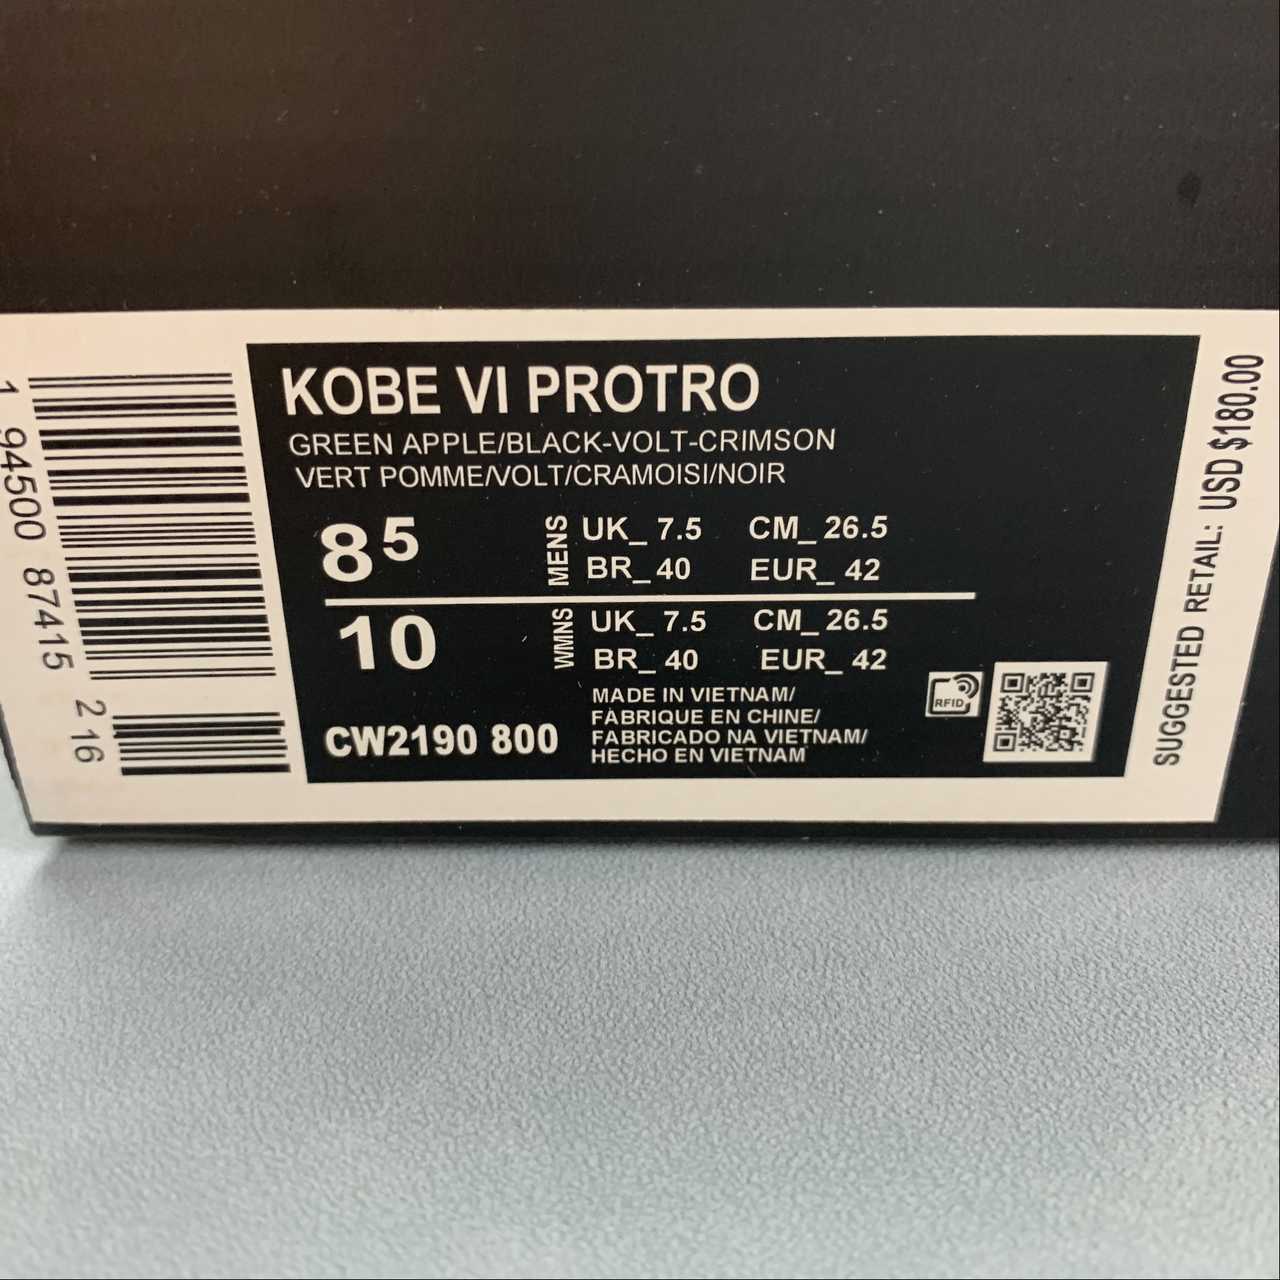 KOBE VI PROTRO
GREEN APPLE/BLACK-VOLT-CRIMSON
VERT POMME/VOLT/CRAMOISI/NOIR
8 5
MENS
UK_ 7.5 CM_ 26.5
BR_ 40 EUR_ 42
10
WMNS
UK_ 7.5 CM_ 26.5
BR_ 40 EUR_ 42
CW2190 800
MADE IN VIETNAM/
FABRIQUE EN CHINE/
FABRICADO NA VIETNAM/
HECHO EN VIETNAM
RFID
SUGGESTED RETAIL: USD $180.00
1 94500 87415 2 16